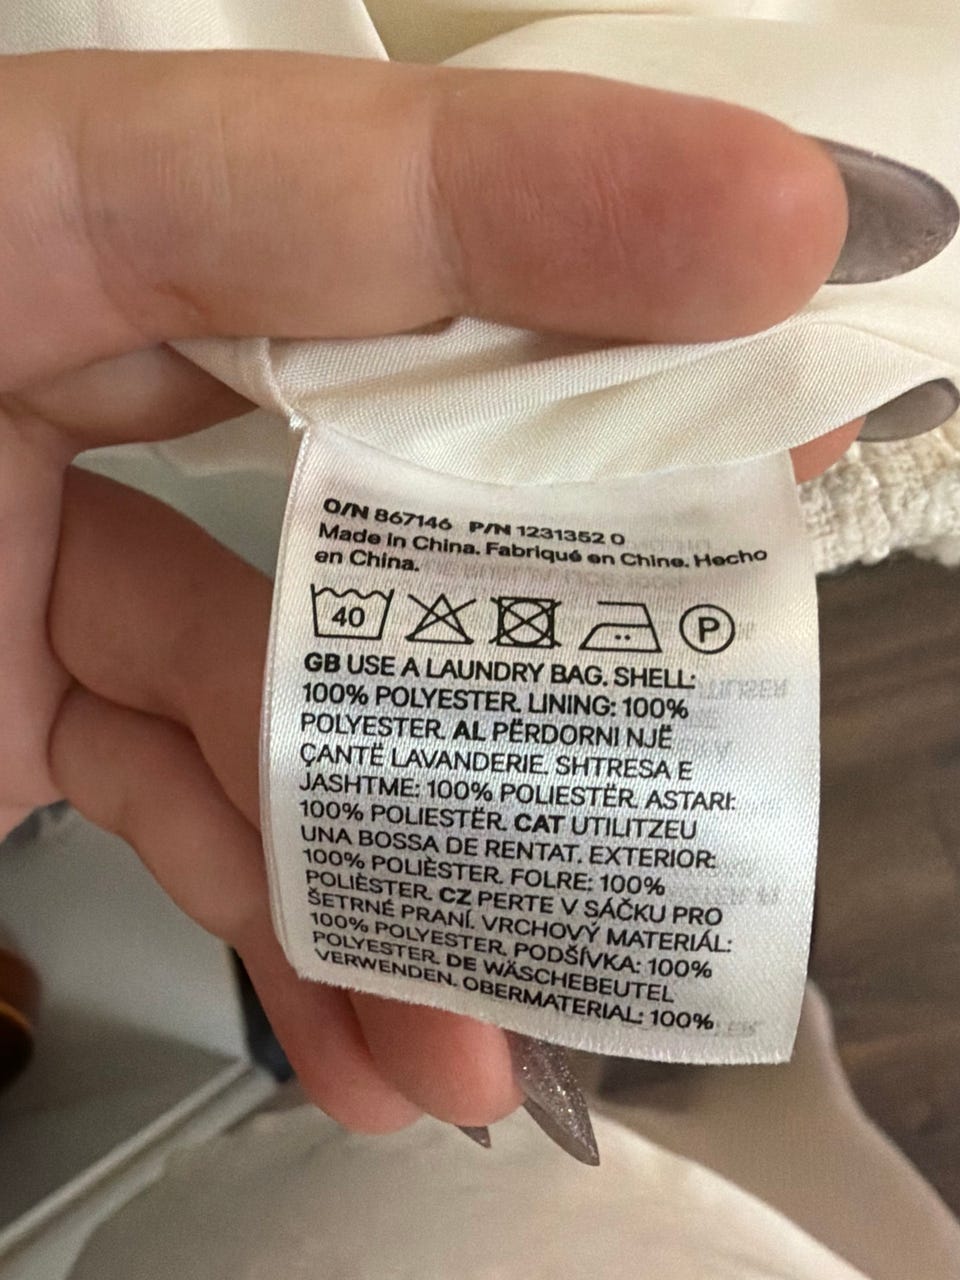 O/N 867146 P/N 1231352 0
Made in China. Fabriqué en Chine. Hecho
en China.
40 P
GB USE A LAUNDRY BAG. SHELL:
100% POLYESTER. LINING: 100%
POLYESTER. AL PËRDORNI NJË
ÇANTË LAVANDERIE. SHTRESA E
JASHTME: 100% POLIESTËR. ASTARI:
100% POLIESTËR. CAT UTILITZEU
UNA BOSSA DE RENTAT. EXTERIOR:
100% POLIÈSTER. FOLRE: 100%
POLIÈSTER. CZ PERTE V SÁČKU PRO
ŠETRNÉ PRANÍ. VRCHOVÝ MATERIÁL:
100% POLYESTER. PODŠÍVKA: 100%
POLYESTER. DE WÄSCHEBEUTEL
VERWENDEN. OBERMATERIAL: 100%